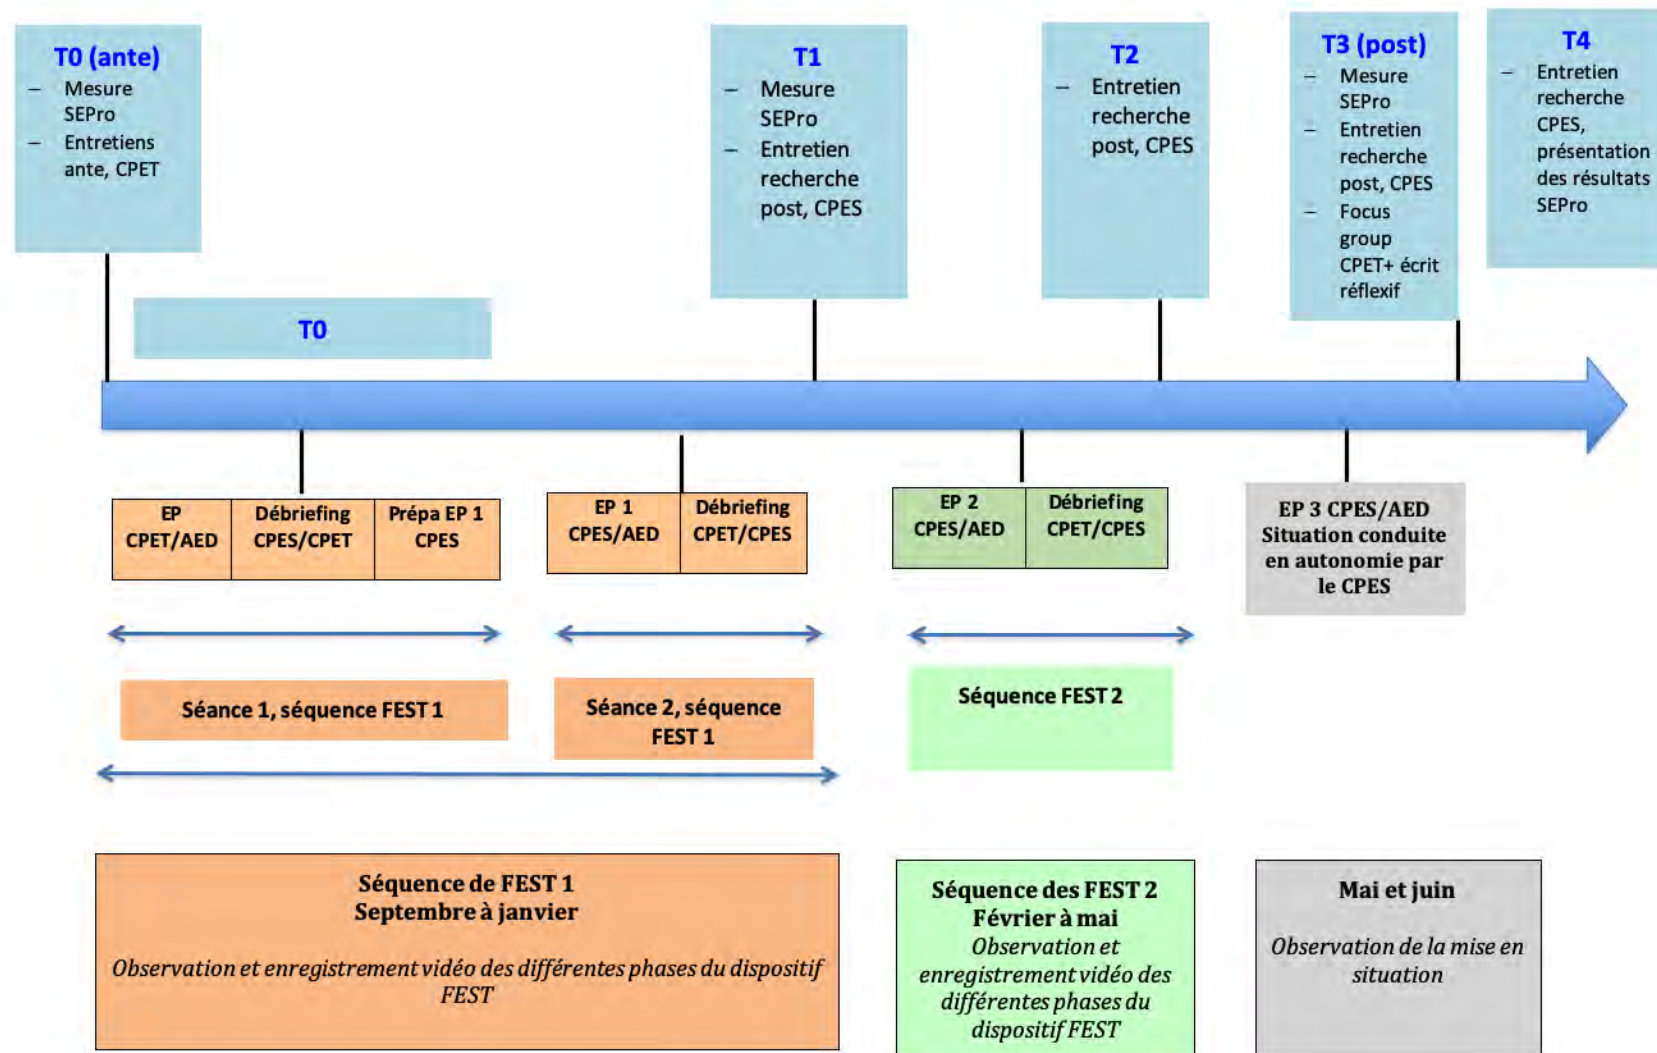 T0 (ante)
– Mesure
SEPro
– Entretiens
ante, CPET
T1
– Mesure
SEPro
– Entretien
recherche
post, CPES
T2
– Entretien
recherche
post, CPES
T3 (post)
– Mesure
SEPro
– Entretien
recherche
post, CPES
– Focus
group
CPET+ écrit
réflexif
T4
– Entretien
recherche
CPES,
présentation
des résultats
SEPro
T0
EP
CPET/AED
Débriefing
CPES/CPET
Prépa EP 1
CPES
EP 1
CPES/AED
Débriefing
CPET/CPES
EP 2
CPES/AED
Débriefing
CPET/CPES
EP 3 CPES/AED
Situation conduite
en autonomie par
le CPES
Séance 1, séquence FEST 1
Séance 2, séquence
FEST 1
Séquence FEST 2
Séquence de FEST 1
Septembre à janvier
Observation et enregistrement vidéo des différentes phases du dispositif
FEST
Séquence des FEST 2
Février à mai
Observation et
enregistrement vidéo des
différentes phases du
dispositif FEST
Mai et juin
Observation de la mise en
situation